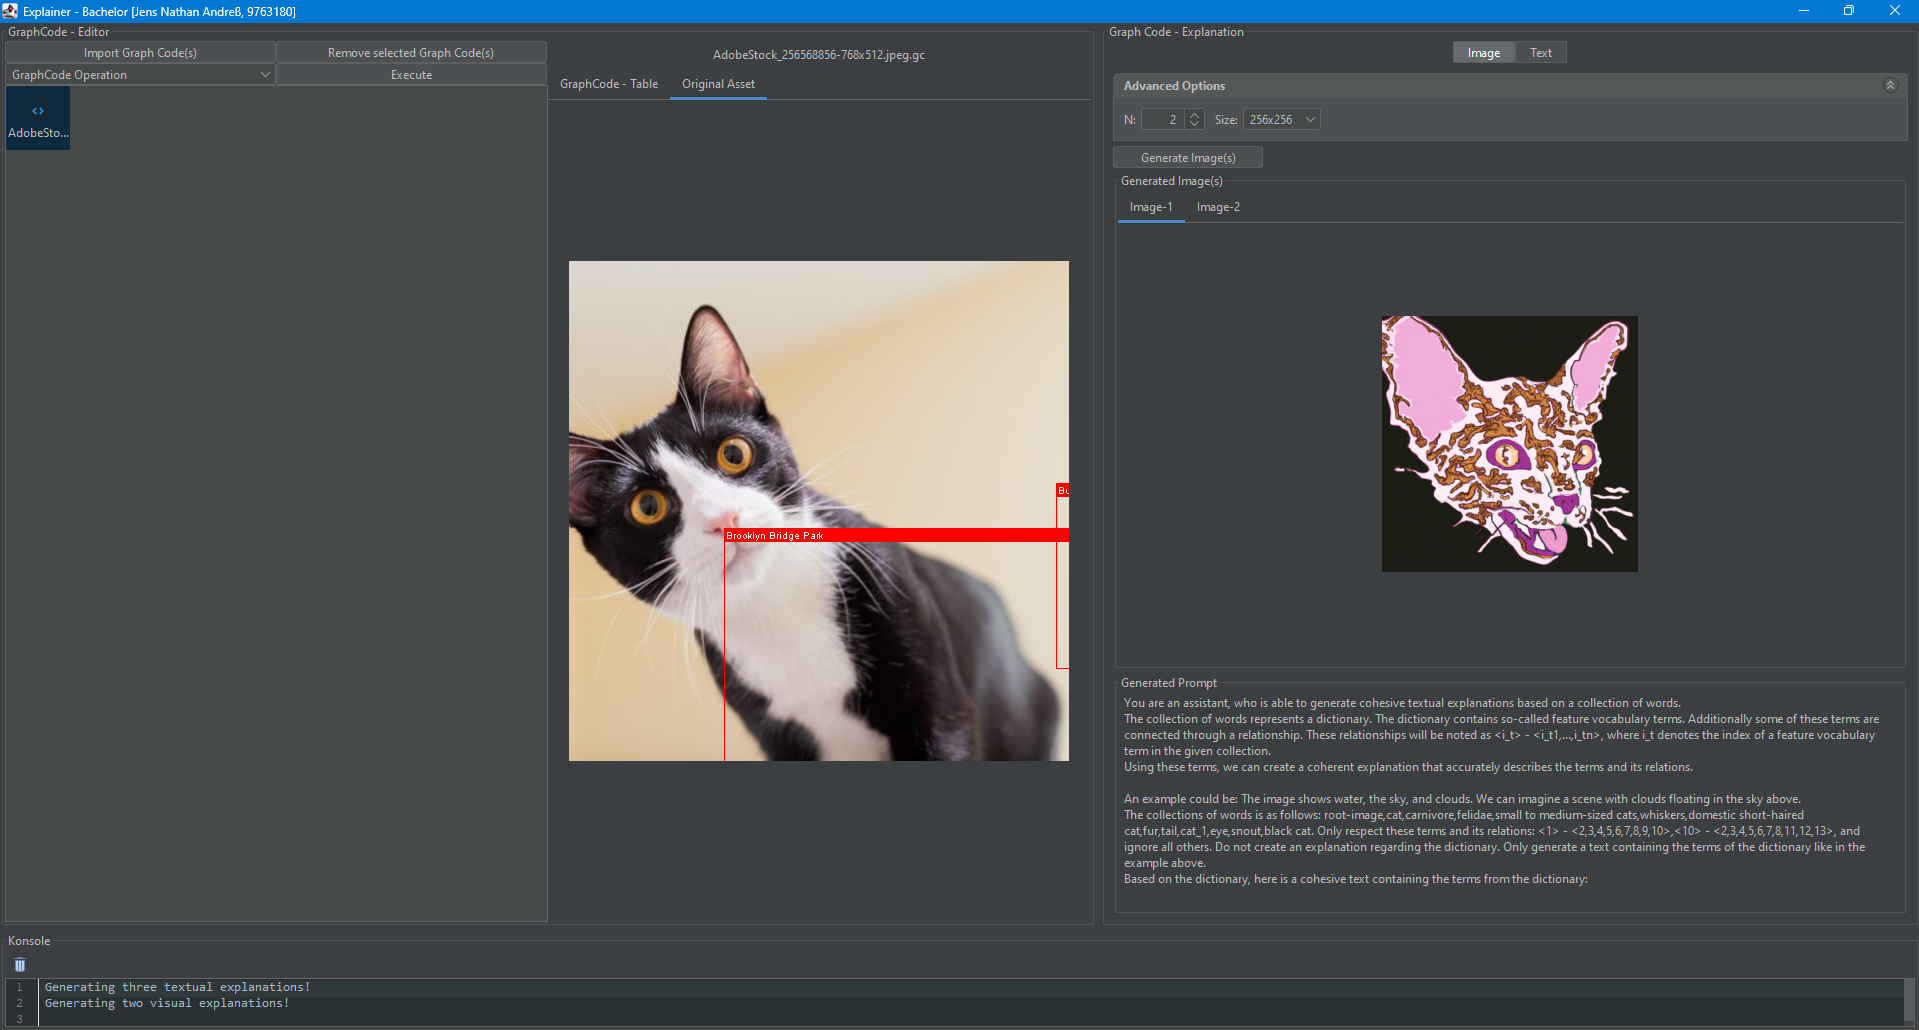 Explainer - Bachelor [Jens Nathan Andreß, 9763180]
GraphCode - Editor
Import Graph Code(s)
Remove selected Graph Code(s)
GraphCode Operation
Execute
AdobeSto...
AdobeStock_256568856-768x512.jpeg.gc
GraphCode - Table
Original Asset
Bu
Brooklyn Bridge Park
Graph Code - Explanation
Image
Text
Advanced Options
N:
2
Size:
256x256
Generate Image(s)
Generated Image(s)
Image-1
Image-2
Generated Prompt
You are an assistant, who is able to generate cohesive textual explanations based on a collection of words.
The collection of words represents a dictionary. The dictionary contains so-called feature vocabulary terms. Additionally some of these terms are
connected through a relationship. These relationships will be noted as <i_t> - <i_t1,...,i_tn>, where i_t denotes the index of a feature vocabulary
term in the given collection.
Using these terms, we can create a coherent explanation that accurately describes the terms and its relations.
An example could be: The image shows water, the sky, and clouds. We can imagine a scene with clouds floating in the sky above.
The collections of words is as follows: root-image,cat,carnivore,felidae,small to medium-sized cats,whiskers,domestic short-haired
cat,fur,tail,cat_1,eye,snout,black cat. Only respect these terms and its relations: <1> - <2,3,4,5,6,7,8,9,10>,<10> - <2,3,4,5,6,7,8,11,12,13>, and
ignore all others. Do not create an explanation regarding the dictionary. Only generate a text containing the terms of the dictionary like in the
example above.
Based on the dictionary, here is a cohesive text containing the terms from the dictionary:
Konsole
1 Generating three textual explanations!
2 Generating two visual explanations!
3